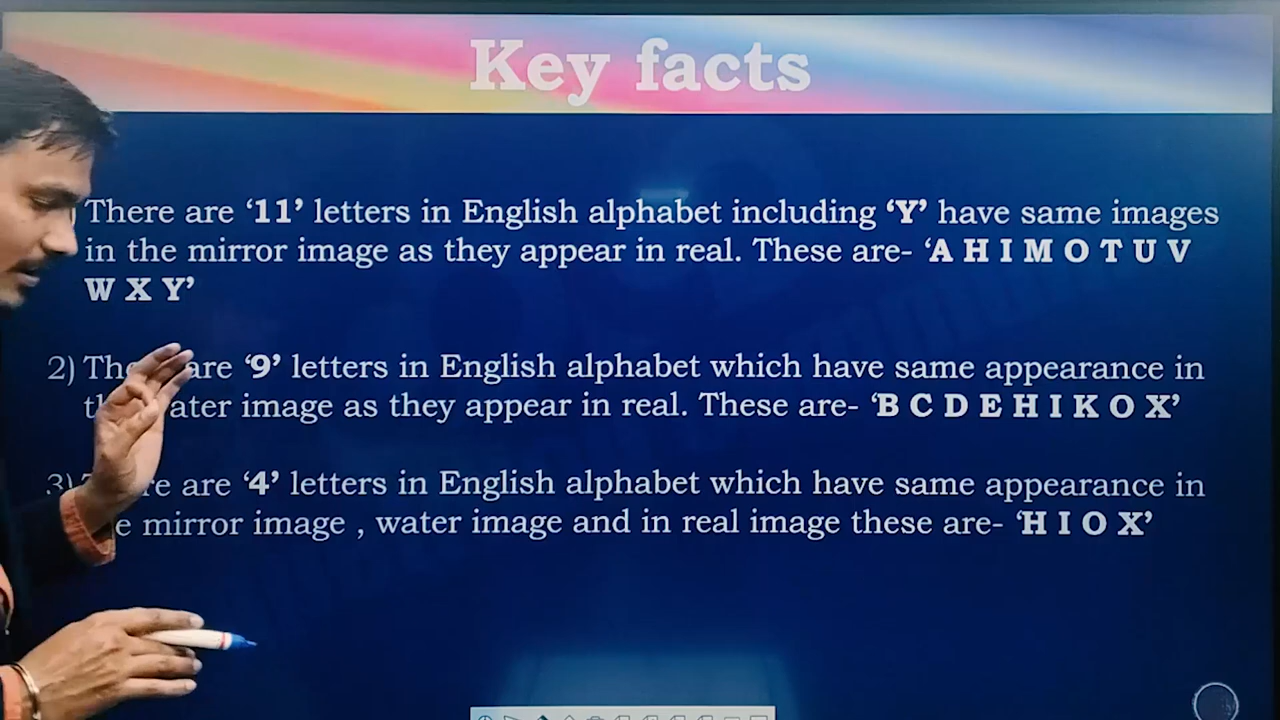 Key facts
There are ‘11’ letters in English alphabet including ‘Y’ have same images
in the mirror image as they appear in real. These are- ‘A H I M O T U V
W X Y’
2) are ‘9’ letters in English alphabet which have same appearance in
image as they appear in real. These are- ‘B C D E H I K O X’
3) are ‘4’ letters in English alphabet which have same appearance in
mirror image , water image and in real image these are- ‘H I O X’